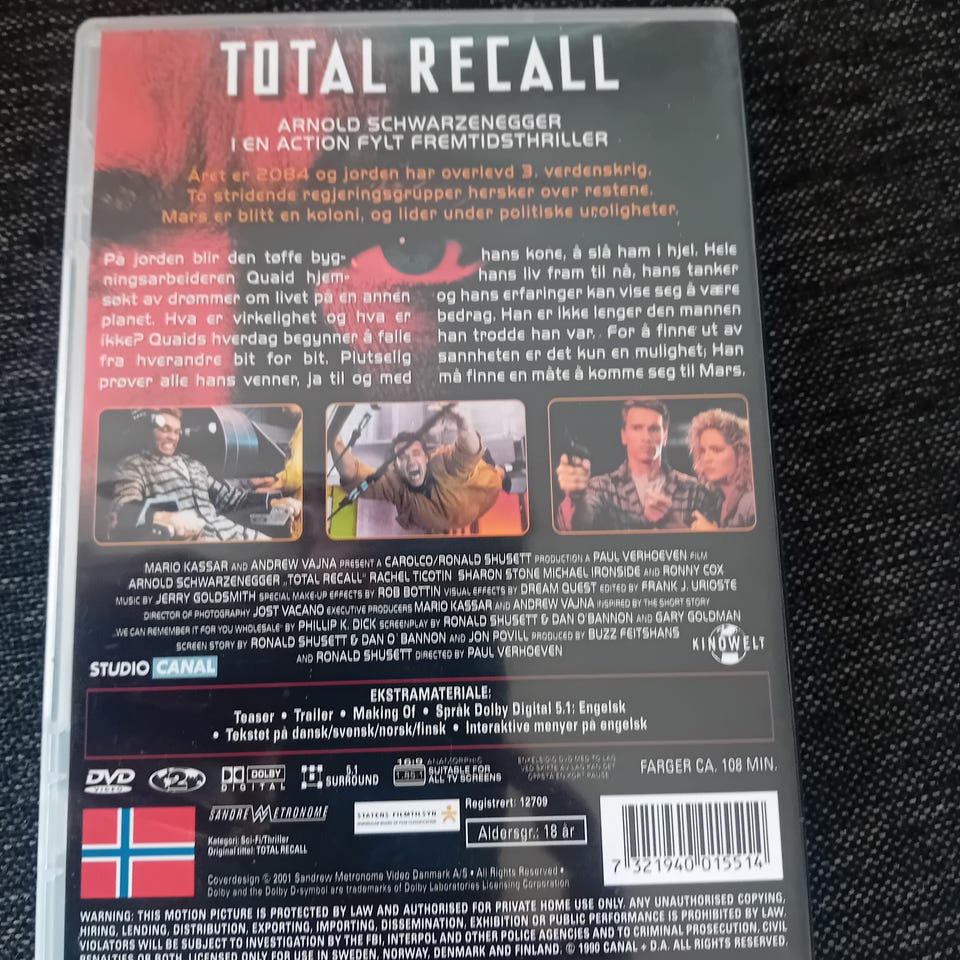 TOTAL RECALL
ARNOLD SCHWARZENEGGER
I EN ACTION FYLT FREMTIDSTHRILLER
Året er 2084 og jorden har overlevd 3. verdenskrig.
To stridende regjeringsgrupper hersker over restene.
Mars er blitt en koloni, og lider under politiske uroligheter.
På jorden blir den tøffe byg-
ningsarbeideren Quaid hjem-
søkt av drømmer om livet på en annen
planet. Hva er virkelighet og hva er
ikke? Quaids hverdag begynner å falle
fra hverandre bit for bit. Plutselig
prøver alle hans venner, ja til og med
hans kone, å slå ham i hjel. Hele
hans liv fram til nå, hans tanker
og hans erfaringer kan vise seg å være
bedrag. Han er ikke lenger den mannen
han trodde han var. For å finne ut av
sannheten er det kun en mulighet; Han
må finne en måte å komme seg til Mars.
MARIO KASSAR AND ANDREW VAJNA PRESENT A CAROLCO/RONALD SHUSETT PRODUCTION A PAUL VERHOEVEN FILM
ARNOLD SCHWARZENEGGER „TOTAL RECALL" RACHEL TICOTIN SHARON STONE MICHAEL IRONSIDE AND RONNY COX
MUSIC BY JERRY GOLDSMITH SPECIAL MAKE-UP EFFECTS BY ROB BOTTIN VISUAL EFFECTS BY DREAM QUEST EDITED BY FRANK J. URIOSTE
DIRECTOR OF PHOTOGRAPHY JOST VACANO EXECUTIVE PRODUCERS MARIO KASSAR AND ANDREW VAJNA INSPIRED BY THE SHORT STORY
„WE CAN REMEMBER IT FOR YOU WHOLESALE" BY PHILLIP K. DICK SCREENPLAY BY RONALD SHUSETT & DAN O'BANNON AND GARY GOLDMAN
SCREEN STORY BY RONALD SHUSETT & DAN O'BANNON AND JON POVILL PRODUCED BY BUZZ FEITSHANS
AND RONALD SHUSETT DIRECTED BY PAUL VERHOEVEN
KINOWELT
STUDIO CANAL
EKSTRAMATERIALE:
Teaser • Trailer • Making Of • Språk Dolby Digital 5.1: Engelsk
• Tekstet på dansk/svensk/norsk/finsk • Interaktive menyer på engelsk
DVD VIDEO
2
DOLBY DIGITAL
5.1 SURROUND
16:9 ANAMORPHIC
1.85:1 SUITABLE FOR
ALL TV SCREENS
FARGER CA. 108 MIN.
SANDREW METRONOME
STATENS FILMTILSYN
Registrert: 12709
Aldersgr.: 18 år
Kategori: Sci-Fi/Thriller
Original tittel: TOTAL RECALL
7 321940 015514
Coverdesign © 2001 Sandrew Metronome Video Danmark A/S • All Rights Reserved •
Dolby and the Dolby D-symbol are trademarks of Dolby Laboratories Licensing Corporation
WARNING: THIS MOTION PICTURE IS PROTECTED BY LAW AND AUTHORISED FOR PRIVATE HOME USE ONLY. ANY UNAUTHORISED COPYING,
HIRING, LENDING, DISTRIBUTION, EXPORTING, IMPORTING, DISSEMINATION, EXHIBITION OR PUBLIC PERFORMANCE IS PROHIBITED BY LAW.
VIOLATORS WILL BE SUBJECT TO INVESTIGATION BY THE FBI, INTERPOL AND OTHER POLICE AGENCIES AND TO CRIMINAL PROSECUTION, CIVIL
PENALTIES OR BOTH. LICENSED ONLY FOR USE IN SWEDEN, NORWAY, DENMARK AND FINLAND. © 1990 CANAL + D.A. ALL RIGHTS RESERVED.